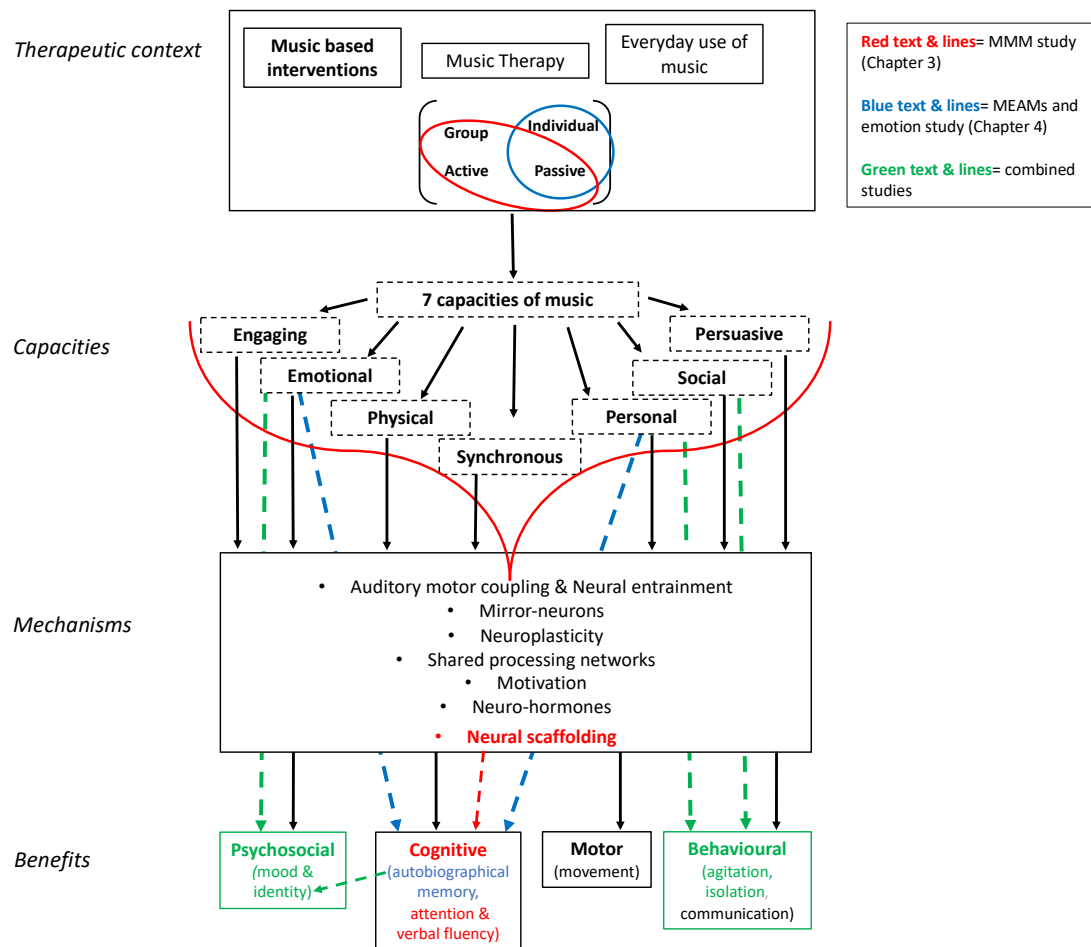 Therapeutic context
Music based
interventions
Music Therapy
Everyday use of
music
Group
Individual
Active
Passive
Red text & lines= MMM study
(Chapter 3)
Blue text & lines= MEAMs and
emotion study (Chapter 4)
Green text & lines= combined
studies
Capacities
7 capacities of music
Engaging
Persuasive
Emotional
Social
Physical
Personal
Synchronous
Mechanisms
• Auditory motor coupling & Neural entrainment
• Mirror-neurons
• Neuroplasticity
• Shared processing networks
• Motivation
• Neuro-hormones
• Neural scaffolding
Benefits
Psychosocial
(mood &
identity)
Cognitive
(autobiographical
memory,
attention &
verbal fluency)
Motor
(movement)
Behavioural
(agitation,
isolation,
communication)